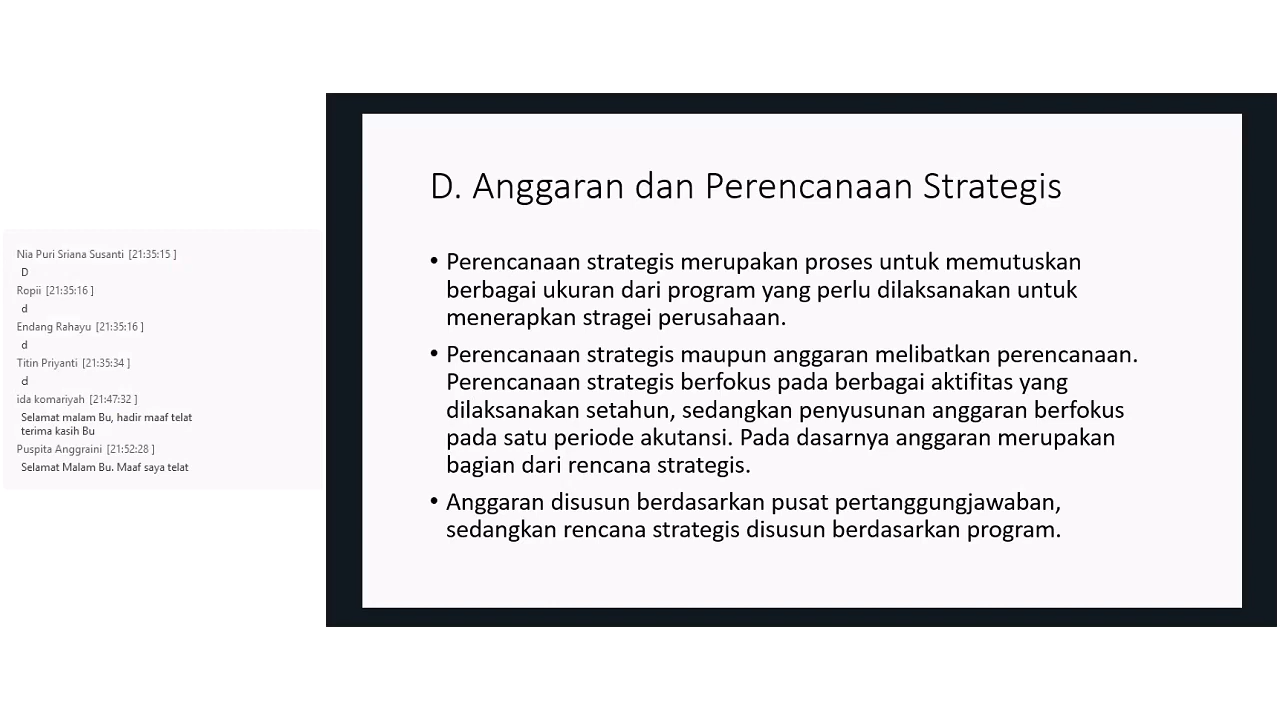 Nia Puri Sriana Susanti [21:35:15 ]
D
Ropii [21:35:16 ]
d
Endang Rahayu [21:35:16 ]
d
Titin Priyanti [21:35:34 ]
d
ida komariyah [21:47:32 ]
Selamat malam Bu, hadir maaf telat
terima kasih Bu
Puspita Anggraini [21:52:28 ]
Selamat Malam Bu. Maaf saya telat
D. Anggaran dan Perencanaan Strategis
• Perencanaan strategis merupakan proses untuk memutuskan
berbagai ukuran dari program yang perlu dilaksanakan untuk
menerapkan stragei perusahaan.
• Perencanaan strategis maupun anggaran melibatkan perencanaan.
Perencanaan strategis berfokus pada berbagai aktifitas yang
dilaksanakan setahun, sedangkan penyusunan anggaran berfokus
pada satu periode akutansi. Pada dasarnya anggaran merupakan
bagian dari rencana strategis.
• Anggaran disusun berdasarkan pusat pertanggungjawaban,
sedangkan rencana strategis disusun berdasarkan program.